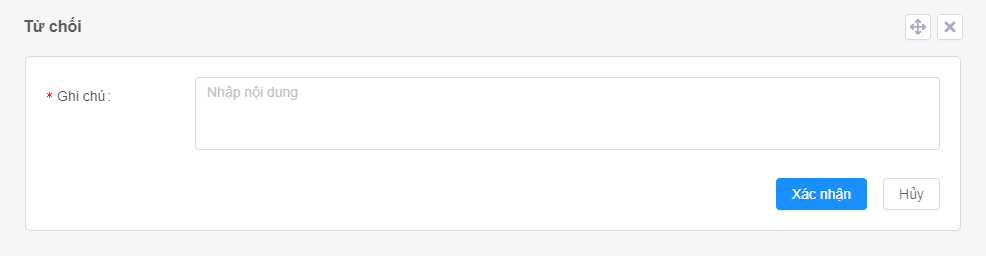 Từ chối
* Ghi chú:
Nhập nội dung
Xác nhận
Hủy